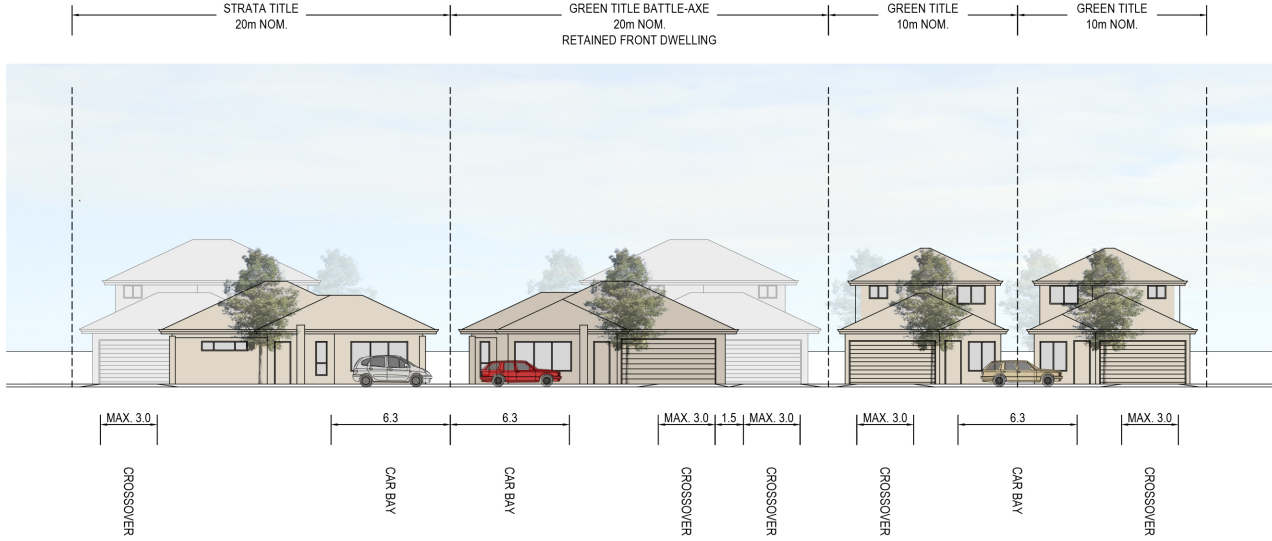 STRATA TITLE
20m NOM.
GREEN TITLE BATTLE-AXE
20m NOM.
RETAINED FRONT DWELLING
GREEN TITLE
10m NOM.
GREEN TITLE
10m NOM.
MAX. 3.0
6.3
6.3
MAX. 3.0
1.5
MAX. 3.0
MAX. 3.0
6.3
MAX. 3.0
CROSSOVER
CAR BAY
CAR BAY
CROSSOVER
CROSSOVER
CROSSOVER
CAR BAY
CROSSOVER